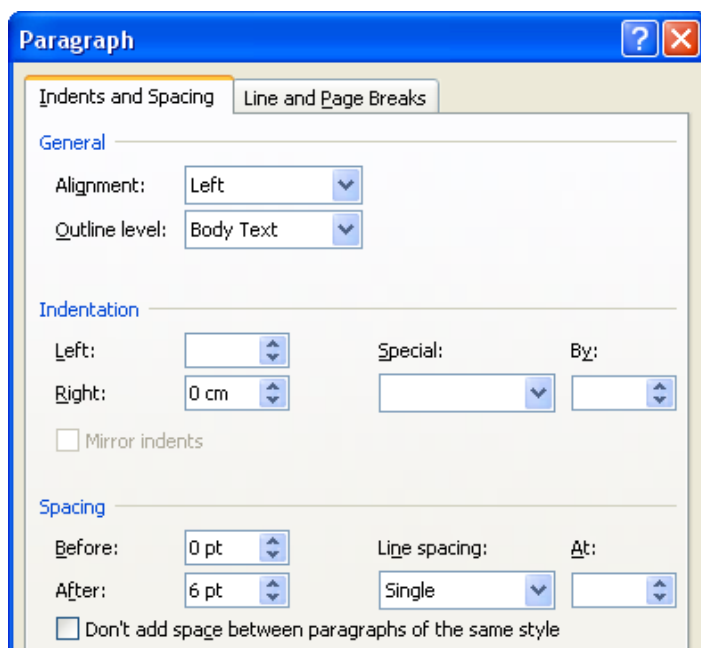 Paragraph
Indents and Spacing Line and Page Breaks
General
Alignment: Left
Outline level: Body Text
Indentation
Left: Special: By:
Right: 0 cm
Mirror indents
Spacing
Before: 0 pt Line spacing: At:
After: 6 pt Single
Don't add space between paragraphs of the same style